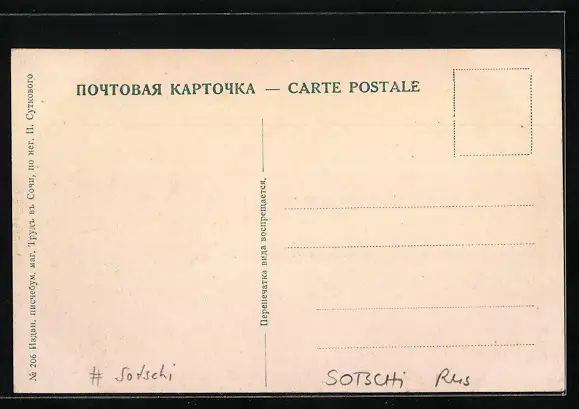 ПОЧТОВАЯ КАРТОЧКА — CARTE POSTALE
№ 206 Издан. писчебум. маг. Трудъ въ Сочи, по нег. П. Суткового
Перепечатка вида воспрещается.
# Sotschi
SOTSCHi Rus